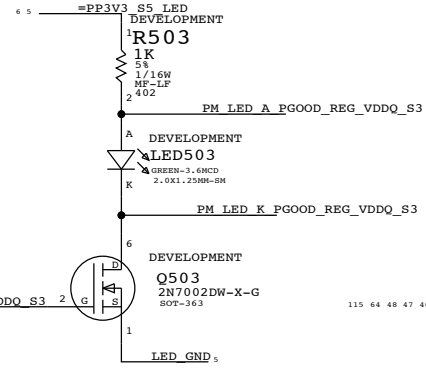 6 5
=PP3V3_S5_LED
DEVELOPMENT
1
R503
1K
5%
1/16W
MF-LF
402
2
PM_LED_A_PGOOD_REG_VDDQ_S3
A
DEVELOPMENT
LED503
GREEN-3.6MCD
2.0X1.25MM-SM
K
PM_LED_K_PGOOD_REG_VDDQ_S3
6
DEVELOPMENT
D
Q503
2N7002DW-X-G
SOT-363
DDQ_S3
2
G
S
115 64 48 47
1
LED_GND
5